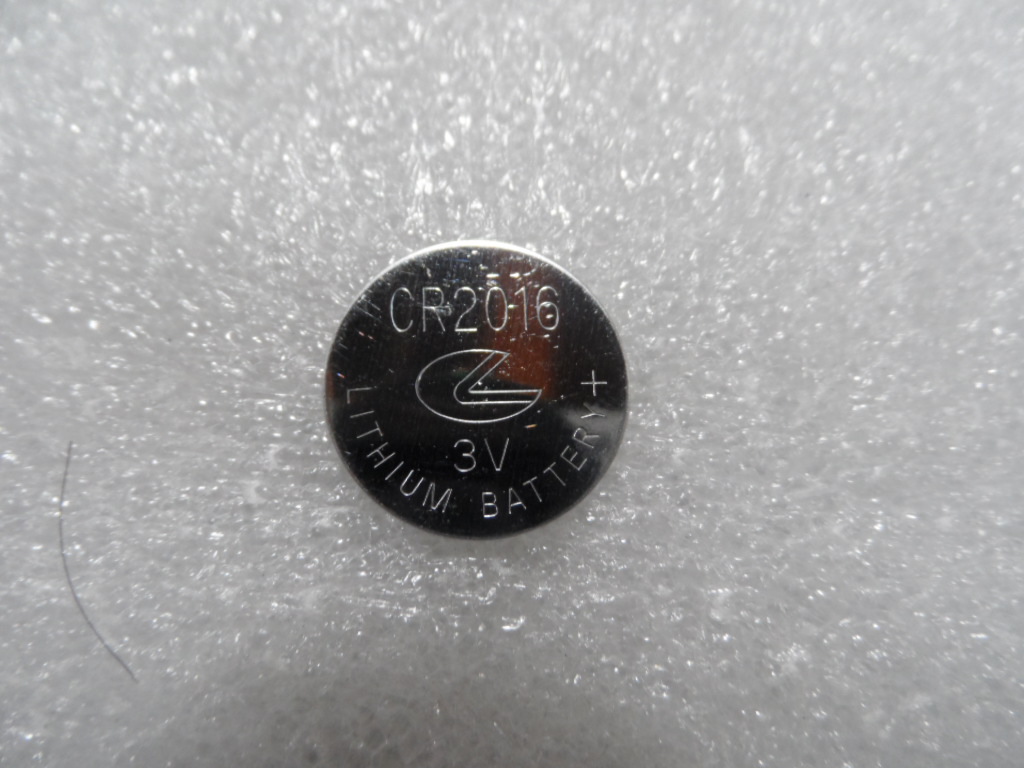 CR2016
3V
LITHIUM BATTERY +